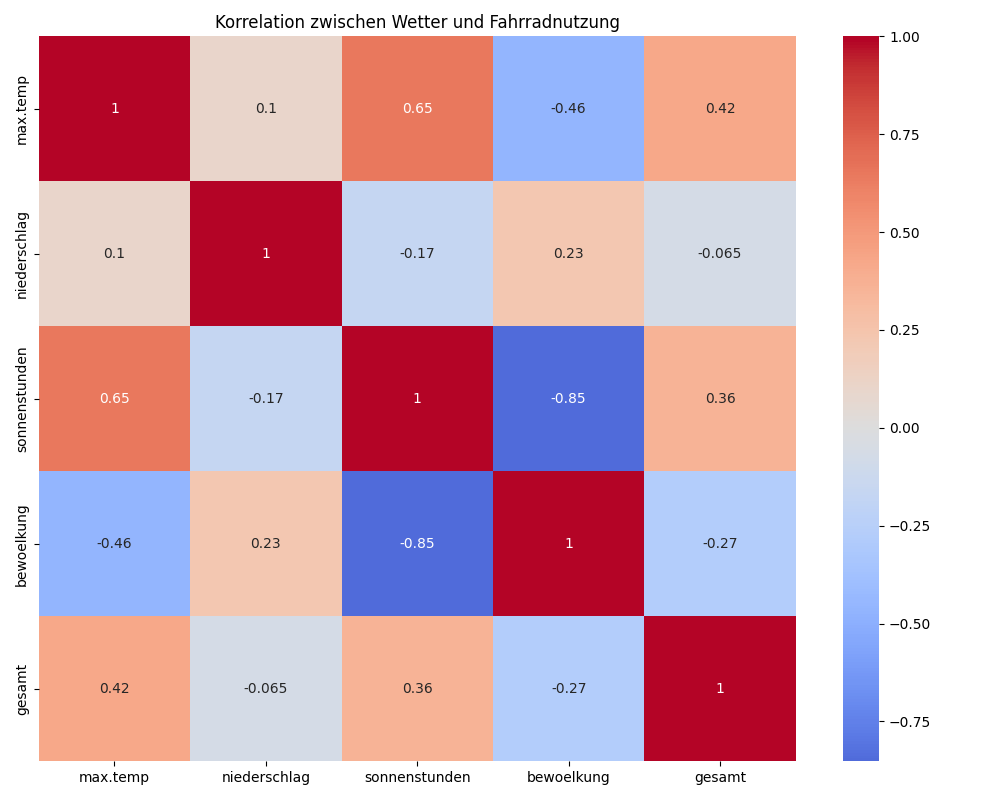 Korrelation zwischen Wetter und Fahrradnutzung
max.temp 1 0.1 0.65 -0.46 0.42
niederschlag 0.1 1 -0.17 0.23 -0.065
sonnenstunden 0.65 -0.17 1 -0.85 0.36
bewoelkung -0.46 0.23 -0.85 1 -0.27
gesamt 0.42 -0.065 0.36 -0.27 1
max.temp niederschlag sonnenstunden bewoelkung gesamt
1.00
0.75
0.50
0.25
0.00
−0.25
−0.50
−0.75